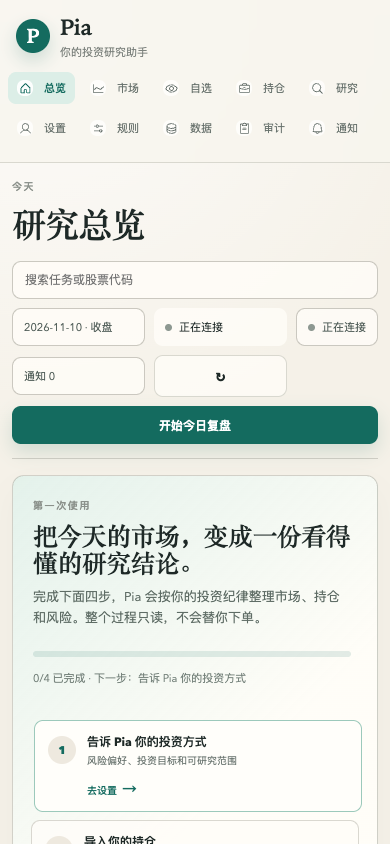 P
Pia
你的投资研究助手
总览
市场
自选
持仓
研究
设置
规则
数据
审计
通知
今天
研究总览
搜索任务或股票代码
2026-11-10 · 收盘
正在连接
正在连接
通知 0
↻
开始今日复盘
第一次使用
把今天的市场，变成一份看得
懂的研究结论。
完成下面四步，Pia 会按你的投资纪律整理市场、持仓
和风险。整个过程只读，不会替你下单。
0/4 已完成 · 下一步：告诉 Pia 你的投资方式
1
告诉 Pia 你的投资方式
风险偏好、投资目标和可研究范围
去设置 →
导入你的持仓